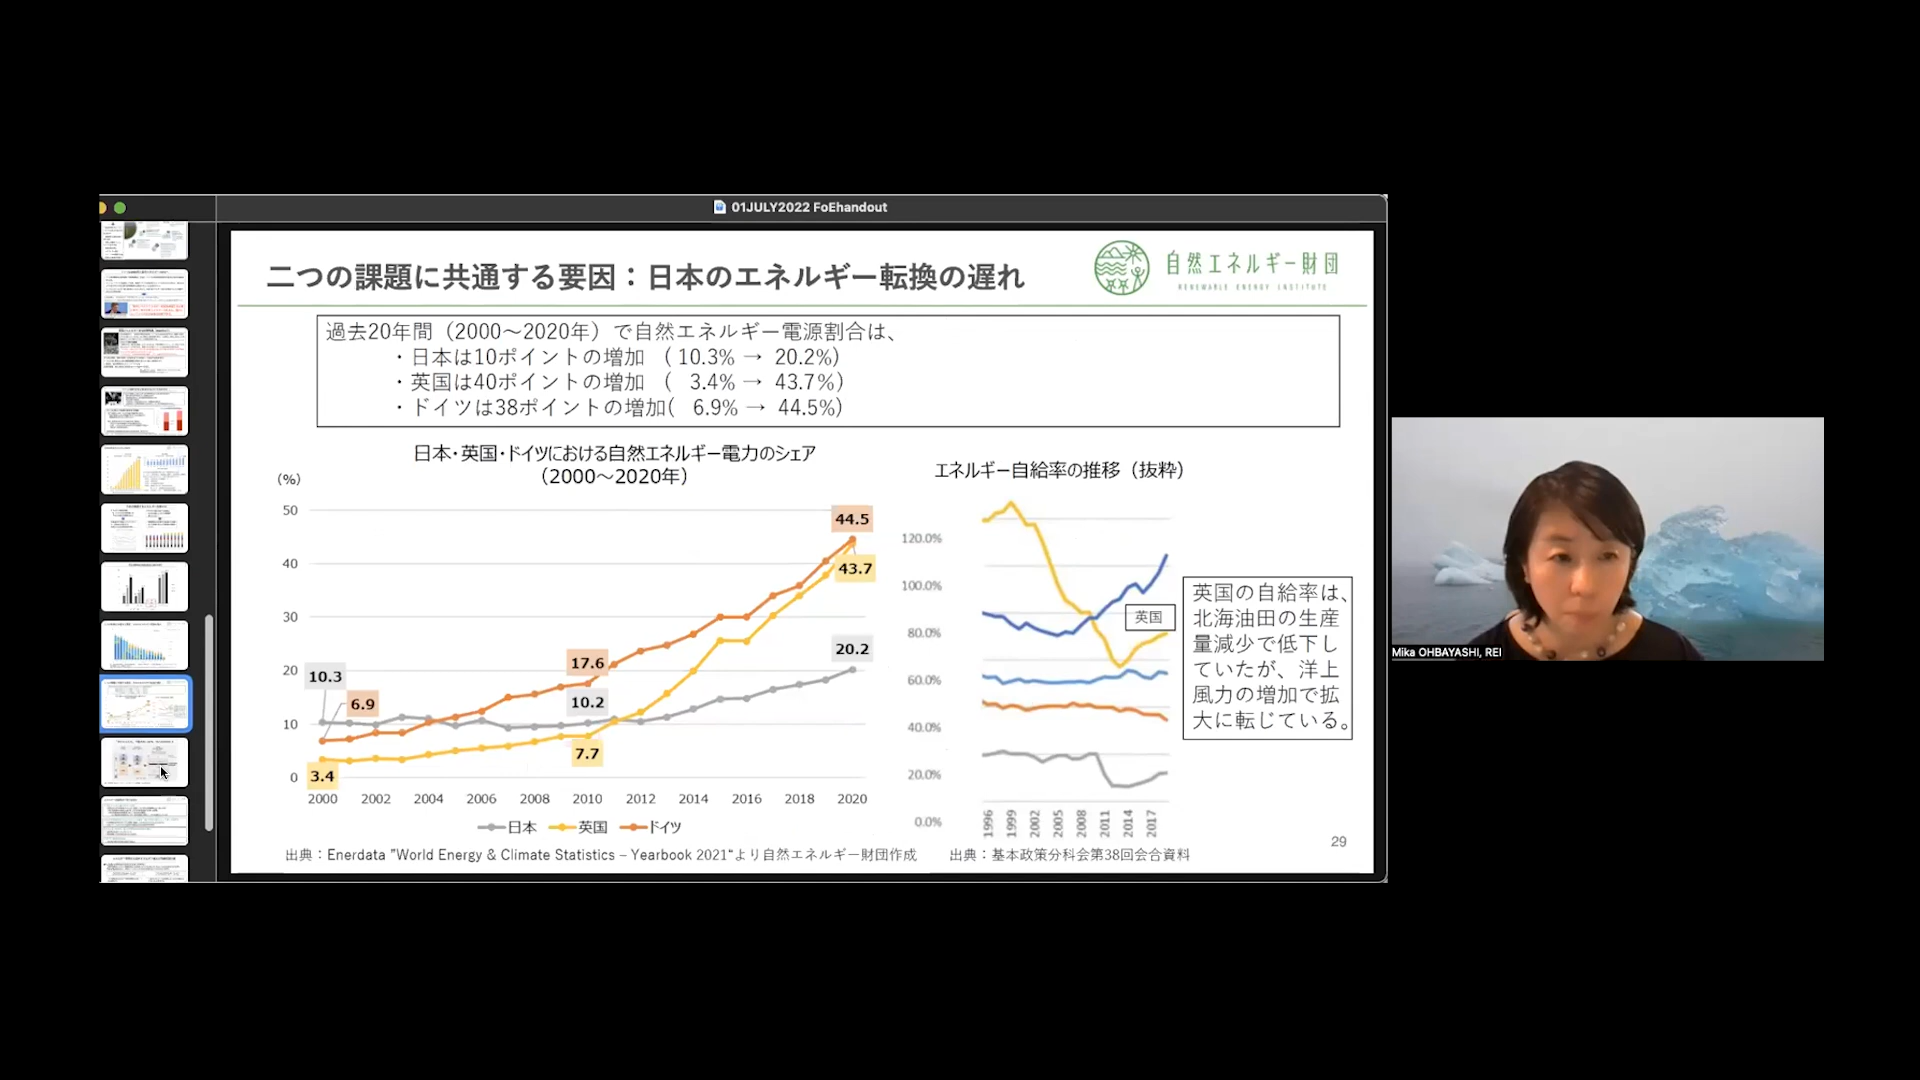 01JULY2022 FoEhandout
二つの課題に共通する要因：日本のエネルギー転換の遅れ
自然エネルギー財団
RENEWABLE ENERGY INSTITUTE
過去20年間（2000～2020年）で自然エネルギー電源割合は、
・日本は10ポイントの増加 （10.3% → 20.2%）
・英国は40ポイントの増加 （ 3.4% → 43.7%）
・ドイツは38ポイントの増加( 6.9% → 44.5%）
日本・英国・ドイツにおける自然エネルギー電力のシェア
（2000～2020年）
(%)
50
40
30
20
10
0
10.3
6.9
3.4
17.6
10.2
7.7
44.5
43.7
20.2
2000 2002 2004 2006 2008 2010 2012 2014 2016 2018 2020
日本 英国 ドイツ
出典：Enerdata "World Energy & Climate Statistics – Yearbook 2021"より自然エネルギー財団作成
エネルギー自給率の推移（抜粋）
120.0%
100.0%
80.0%
60.0%
40.0%
20.0%
0.0%
英国
1996 1999 2002 2005 2008 2011 2014 2017
出典：基本政策分科会第38回会合資料
英国の自給率は、
北海油田の生産
量減少で低下し
ていたが、洋上
風力の増加で拡
大に転じている。
29
Mika OHBAYASHI, REI